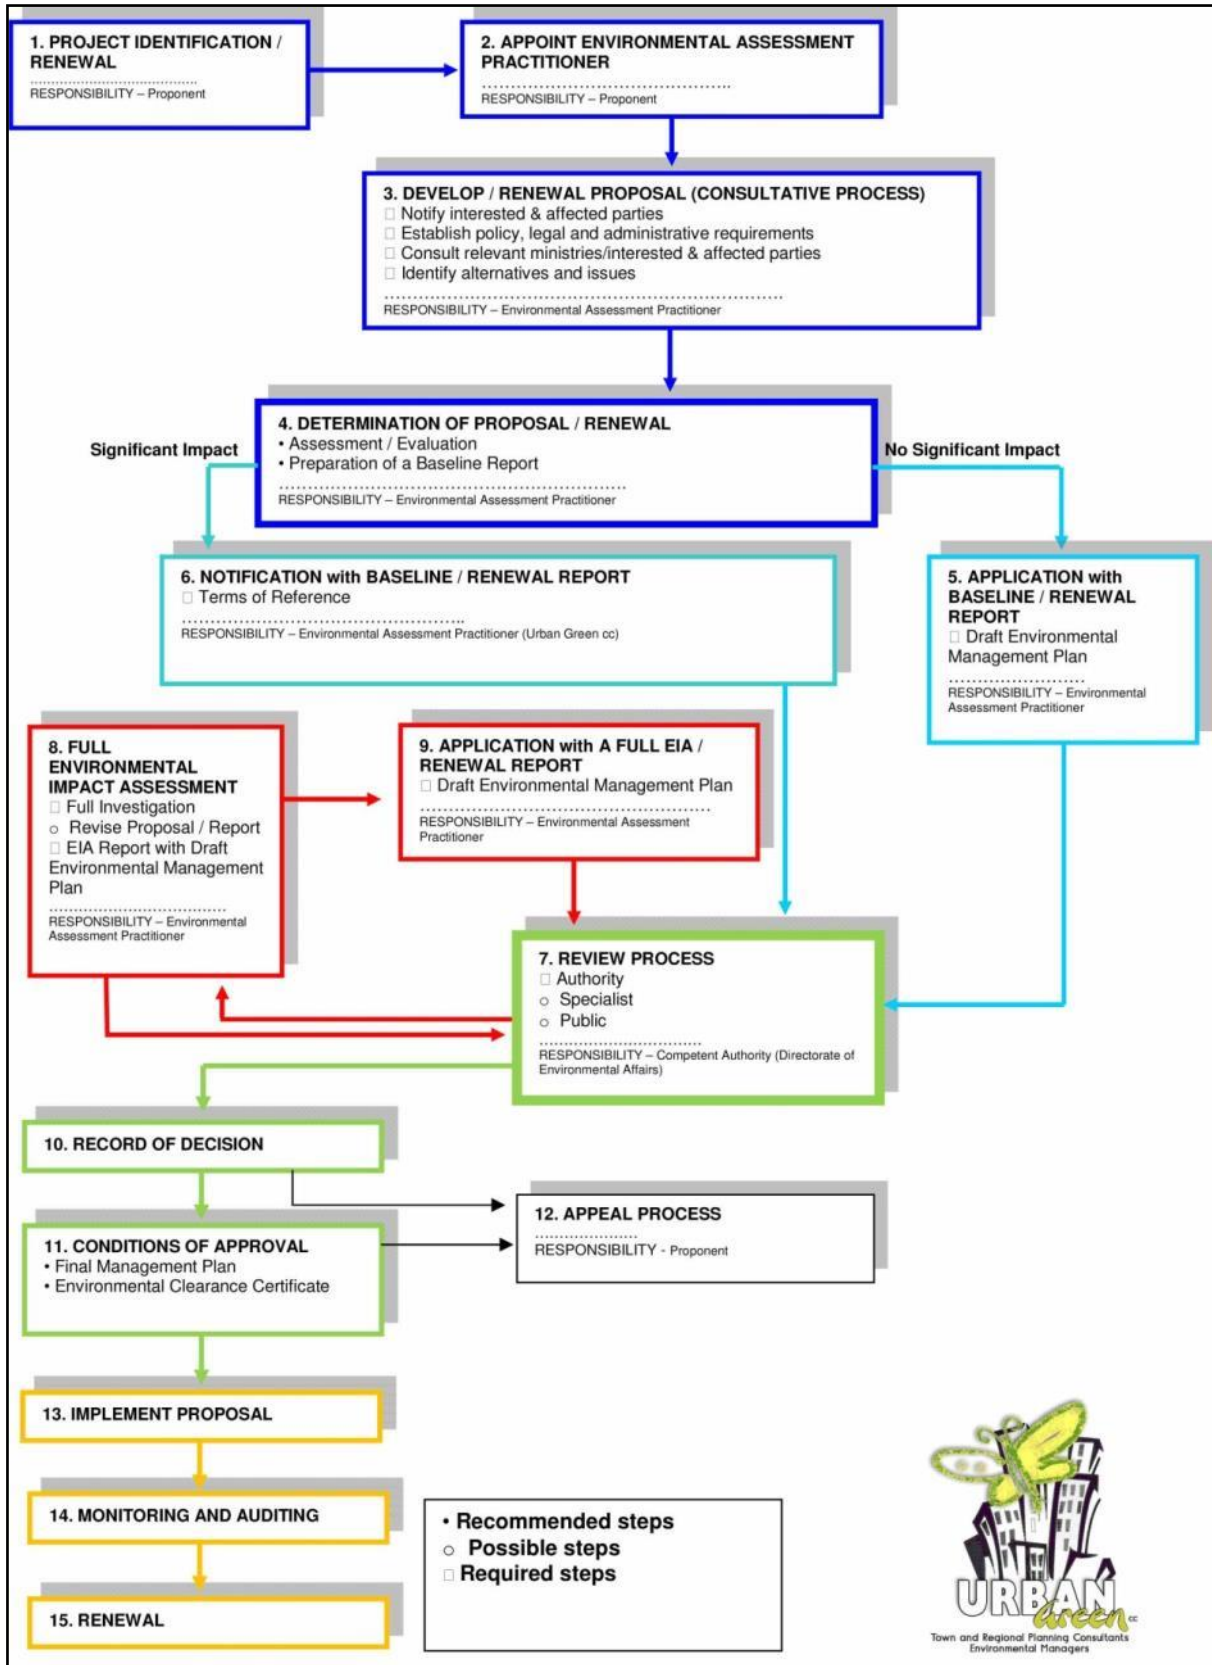 1. PROJECT IDENTIFICATION /
RENEWAL
..........................................
RESPONSIBILITY – Proponent
2. APPOINT ENVIRONMENTAL ASSESSMENT
PRACTITIONER
..........................................
RESPONSIBILITY – Proponent
3. DEVELOP / RENEWAL PROPOSAL (CONSULTATIVE PROCESS)
□ Notify interested & affected parties
□ Establish policy, legal and administrative requirements
□ Consult relevant ministries/interested & affected parties
□ Identify alternatives and issues
..........................................
RESPONSIBILITY – Environmental Assessment Practitioner
4. DETERMINATION OF PROPOSAL / RENEWAL
• Assessment / Evaluation
• Preparation of a Baseline Report
..........................................
RESPONSIBILITY – Environmental Assessment Practitioner
Significant Impact
No Significant Impact
6. NOTIFICATION with BASELINE / RENEWAL REPORT
□ Terms of Reference
..........................................
RESPONSIBILITY – Environmental Assessment Practitioner (Urban Green cc)
5. APPLICATION with
BASELINE / RENEWAL
REPORT
□ Draft Environmental
Management Plan
........................
RESPONSIBILITY – Environmental
Assessment Practitioner
8. FULL
ENVIRONMENTAL
IMPACT ASSESSMENT
□ Full Investigation
o Revise Proposal / Report
□ EIA Report with Draft
Environmental Management
Plan
....................................
RESPONSIBILITY – Environmental
Assessment Practitioner
9. APPLICATION with A FULL EIA /
RENEWAL REPORT
□ Draft Environmental Management Plan
..........................................
RESPONSIBILITY – Environmental Assessment
Practitioner
7. REVIEW PROCESS
□ Authority
o Specialist
o Public
..................................
RESPONSIBILITY – Competent Authority (Directorate of
Environmental Affairs)
10. RECORD OF DECISION
11. CONDITIONS OF APPROVAL
• Final Management Plan
• Environmental Clearance Certificate
12. APPEAL PROCESS
......................
RESPONSIBILITY - Proponent
13. IMPLEMENT PROPOSAL
14. MONITORING AND AUDITING
15. RENEWAL
• Recommended steps
o Possible steps
□ Required steps
URBAN
Green cc
Town and Regional Planning Consultants
Environmental Managers